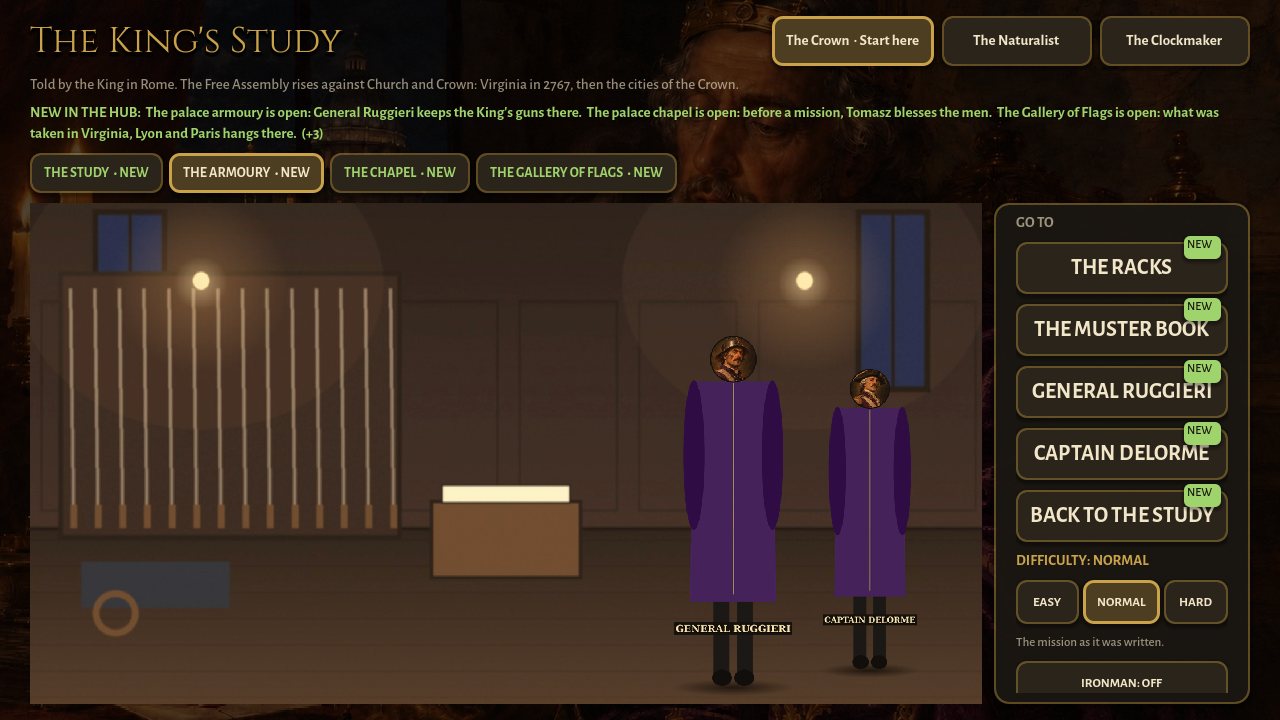 The King's Study
The Crown · Start here
The Naturalist
The Clockmaker
Told by the King in Rome. The Free Assembly rises against Church and Crown: Virginia in 2767, then the cities of the Crown.
NEW IN THE HUB: The palace armoury is open: General Ruggieri keeps the King's guns there. The palace chapel is open: before a mission, Tomasz blesses the men. The Gallery of Flags is open: what was
taken in Virginia, Lyon and Paris hangs there. (+3)
THE STUDY · NEW
THE ARMOURY · NEW
THE CHAPEL · NEW
THE GALLERY OF FLAGS · NEW
GENERAL RUGGIERI
CAPTAIN DELORME
GO TO
NEW
THE RACKS
NEW
THE MUSTER BOOK
NEW
GENERAL RUGGIERI
NEW
CAPTAIN DELORME
NEW
BACK TO THE STUDY
DIFFICULTY: NORMAL
EASY
NORMAL
HARD
The mission as it was written.
IRONMAN: OFF